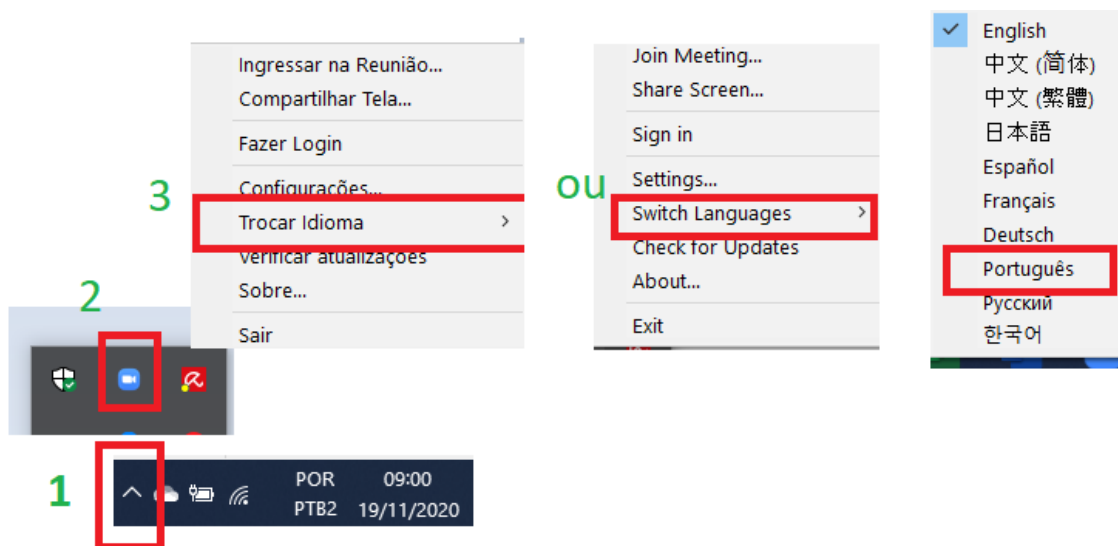 3
Ingressar na Reunião...
Compartilhar Tela...
Fazer Login
Configurações...
Trocar Idioma
Verificar atualizações
Sobre...
Sair
ou
Join Meeting...
Share Screen...
Sign in
Settings...
Switch Languages
Check for Updates
About...
Exit
English
中文 (简体)
中文 (繁體)
日本語
Español
Français
Deutsch
Português
Русский
한국어
2
1
POR
PTB2
09:00
19/11/2020